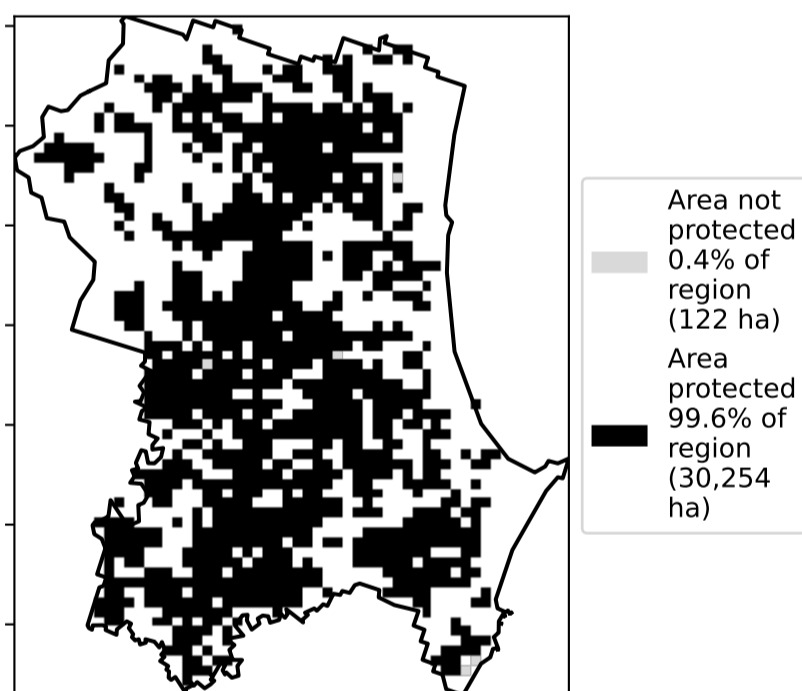 Area not
protected
0.4% of
region
(122 ha)
Area
protected
99.6% of
region
(30,254
ha)